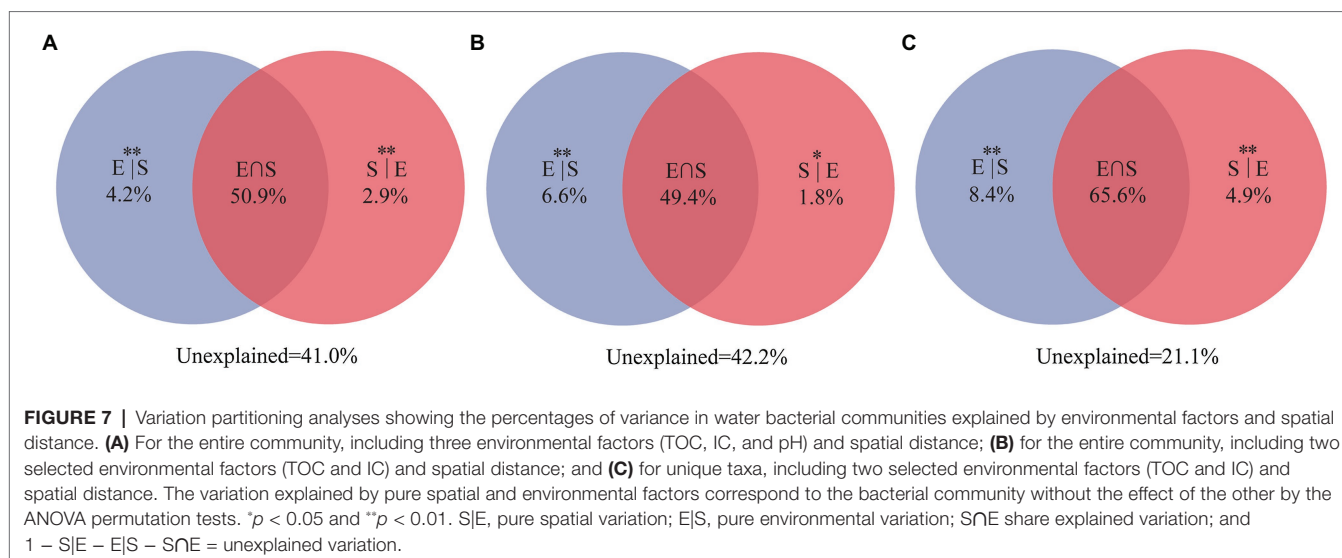 A
B
C
**
E|S
4.2%
E∩S
50.9%
**
S|E
2.9%
**
E|S
6.6%
E∩S
49.4%
*
S|E
1.8%
**
E|S
8.4%
E∩S
65.6%
**
S|E
4.9%
Unexplained=41.0%
Unexplained=42.2%
Unexplained=21.1%
FIGURE 7 | Variation partitioning analyses showing the percentages of variance in water bacterial communities explained by environmental factors and spatial
distance. (A) For the entire community, including three environmental factors (TOC, IC, and pH) and spatial distance; (B) for the entire community, including two
selected environmental factors (TOC and IC) and spatial distance; and (C) for unique taxa, including two selected environmental factors (TOC and IC) and
spatial distance. The variation explained by pure spatial and environmental factors correspond to the bacterial community without the effect of the other by the
ANOVA permutation tests. *p < 0.05 and **p < 0.01. S|E, pure spatial variation; E|S, pure environmental variation; S∩E share explained variation; and
1 − S|E − E|S − S∩E = unexplained variation.